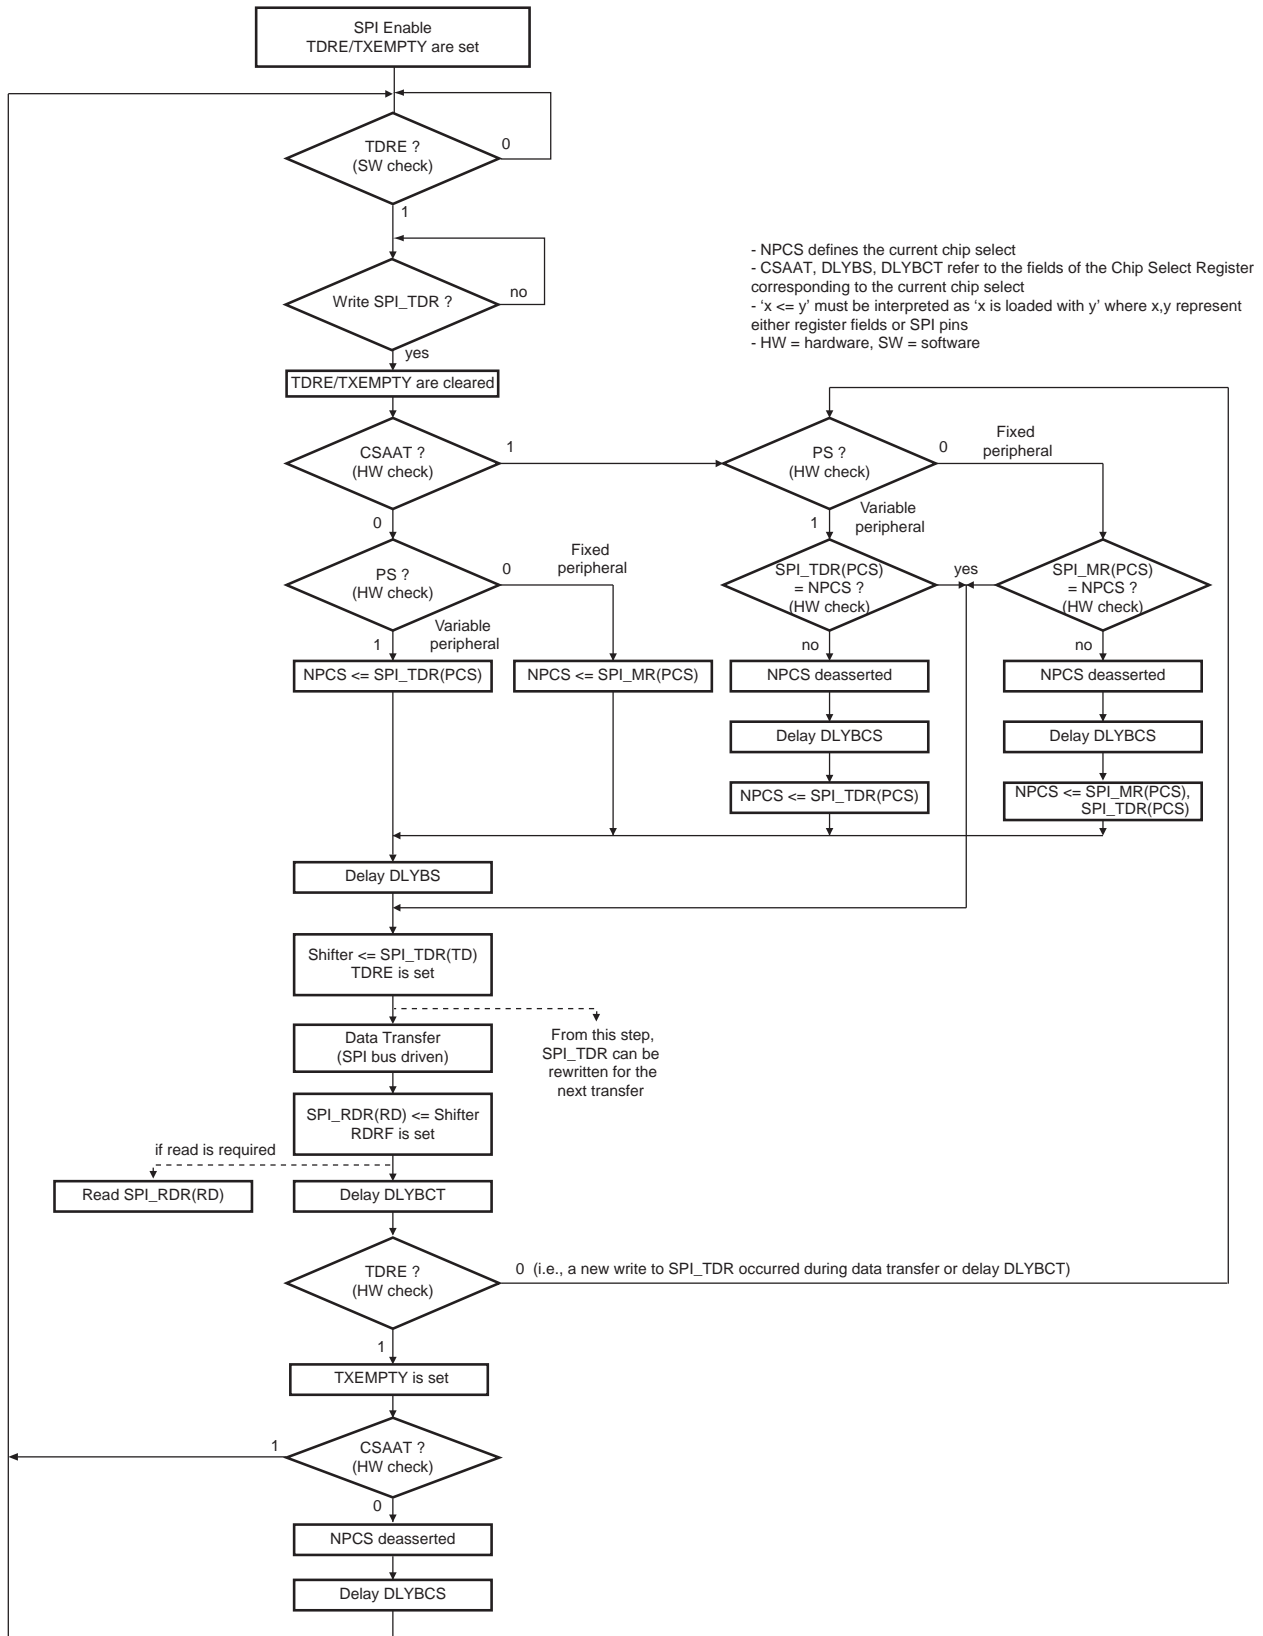 SPI Enable
TDRE/TXEMPTY are set
TDRE ?
(SW check)
0
1
Write SPI_TDR ?
no
yes
- NPCS defines the current chip select
- CSAAT, DLYBS, DLYBCT refer to the fields of the Chip Select Register
corresponding to the current chip select
- ‘x <= y’ must be interpreted as ‘x is loaded with y’ where x,y represent
either register fields or SPI pins
- HW = hardware, SW = software
TDRE/TXEMPTY are cleared
CSAAT ?
(HW check)
1
0
PS ?
(HW check)
0
Fixed
peripheral
1
Variable
peripheral
PS ?
(HW check)
0
Fixed
peripheral
1
Variable
peripheral
SPI_TDR(PCS)
= NPCS ?
(HW check)
yes
SPI_MR(PCS)
= NPCS ?
(HW check)
no
no
NPCS <= SPI_TDR(PCS)
NPCS <= SPI_MR(PCS)
NPCS deasserted
NPCS deasserted
Delay DLYBCS
Delay DLYBCS
NPCS <= SPI_TDR(PCS)
NPCS <= SPI_MR(PCS),
SPI_TDR(PCS)
Delay DLYBS
Shifter <= SPI_TDR(TD)
TDRE is set
Data Transfer
(SPI bus driven)
From this step,
SPI_TDR can be
rewritten for the
next transfer
SPI_RDR(RD) <= Shifter
RDRF is set
if read is required
Read SPI_RDR(RD)
Delay DLYBCT
TDRE ?
(HW check)
0 (i.e., a new write to SPI_TDR occurred during data transfer or delay DLYBCT)
1
TXEMPTY is set
CSAAT ?
(HW check)
1
0
NPCS deasserted
Delay DLYBCS